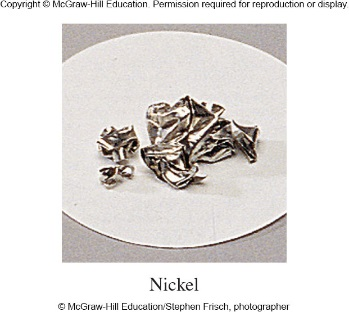 Copyright © McGraw-Hill Education. Permission required for reproduction or display.
Nickel
© McGraw-Hill Education/Stephen Frisch, photographer